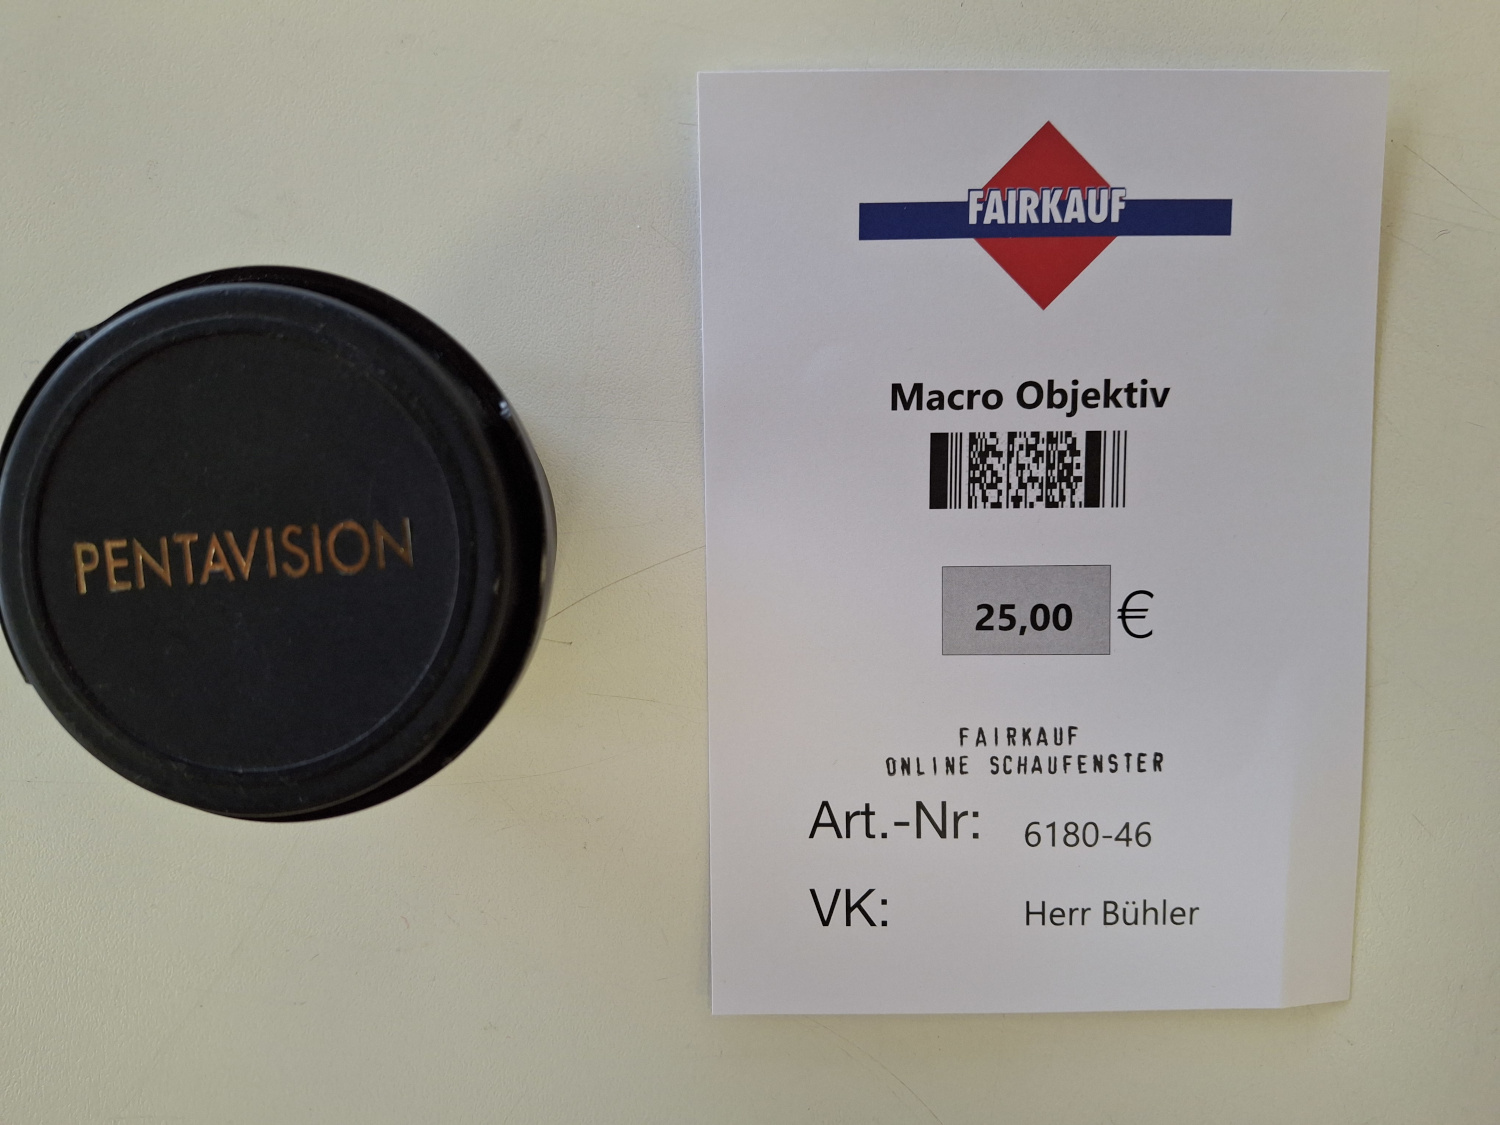 PENTAVISION
FAIRKAUF
Macro Objektiv
25,00 €
FAIRKAUF
ONLINE SCHAUFENSTER
Art.-Nr: 6180-46
VK: Herr Bühler